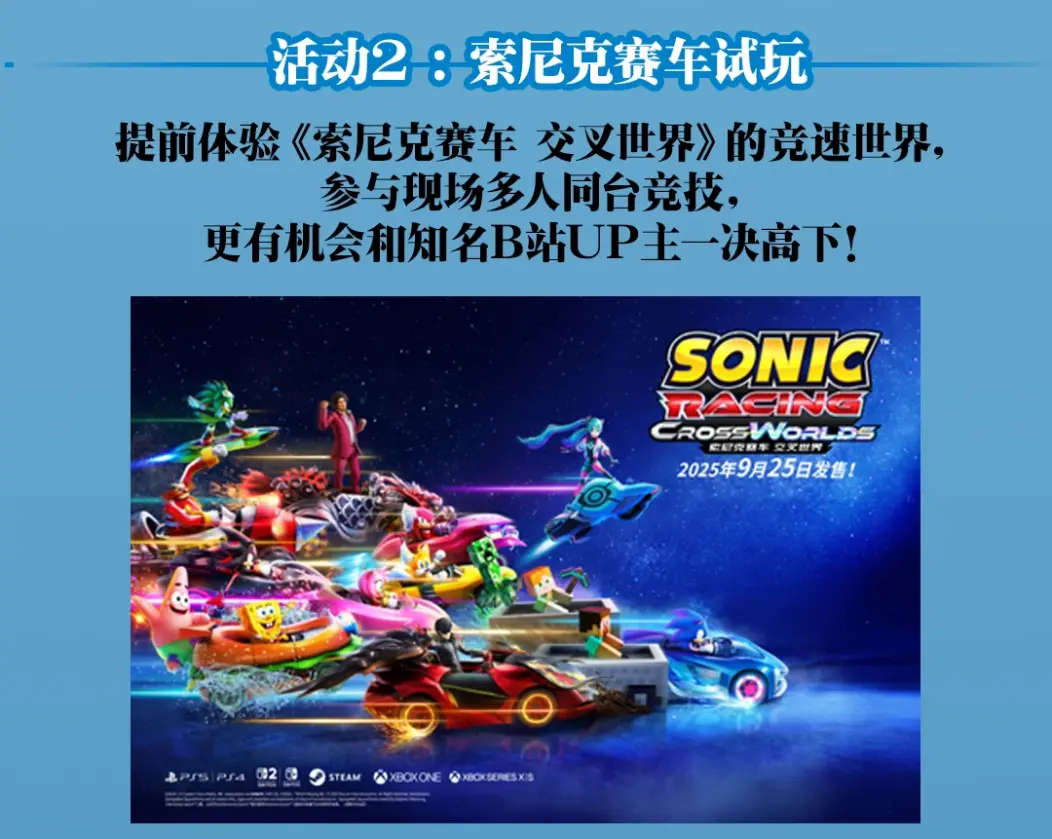 活动2：索尼克赛车试玩
提前体验《索尼克赛车 交叉世界》的竞速世界，
参与现场多人同台竞技，
更有机会和知名B站UP主一决高下！
SONIC™
RACING
CROSSWORLDS
索尼克赛车 交叉世界
2025年9月25日发售！
PS5 PS4 2 STEAM XBOX ONE XBOX SERIES X|S